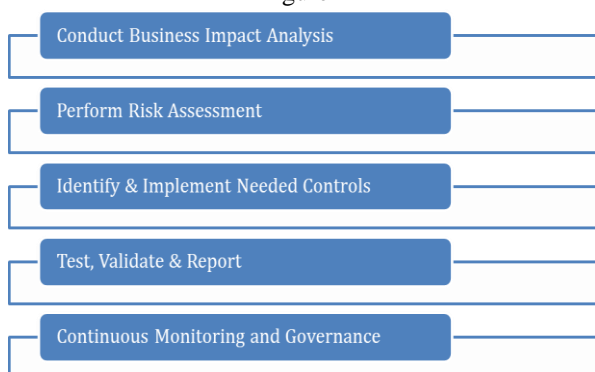 Conduct Business Impact Analysis
Perform Risk Assessment
Identify & Implement Needed Controls
Test, Validate & Report
Continuous Monitoring and Governance